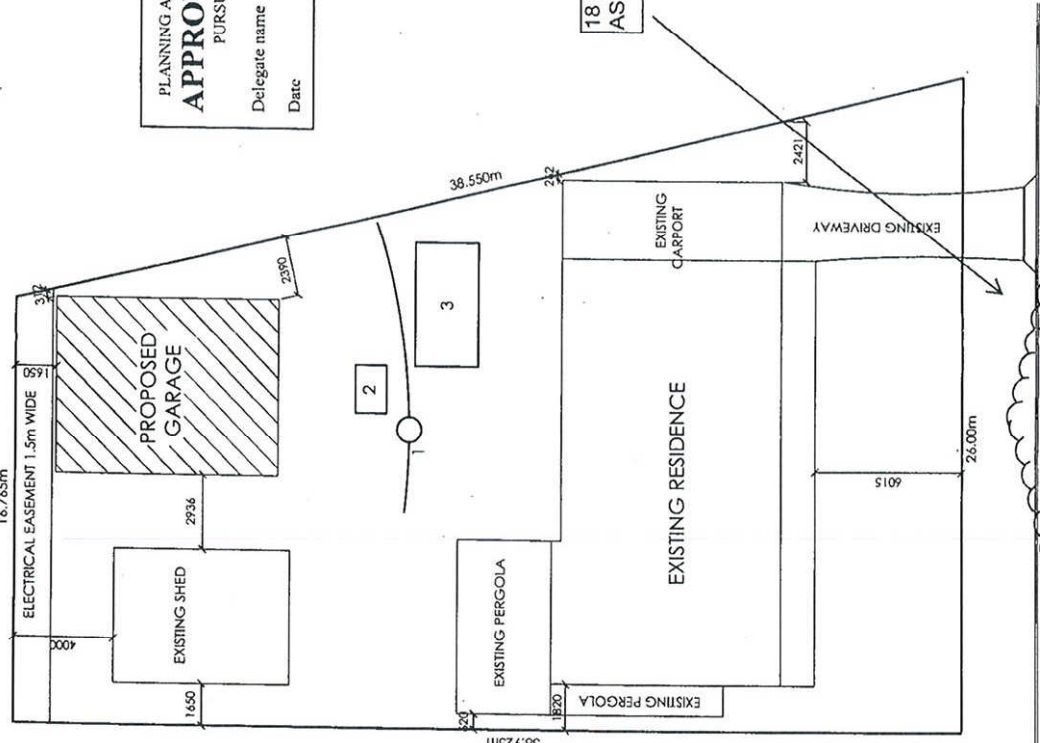 PLANNING A
APPRO
PURSU
Delegate name
Date
18
AS
16.765m
ELECTRICAL EASEMENT 1.5m WIDE
1650
PROPOSED
GARAGE
2390
38.550m
4000
EXISTING SHED
2936
1650
2
1
3
EXISTING
CARPORT
2421
EXISTING DRIVEWAY
EXISTING PERGOLA
EXISTING RESIDENCE
1820
EXISTING PERGOLA
6015
26.00m